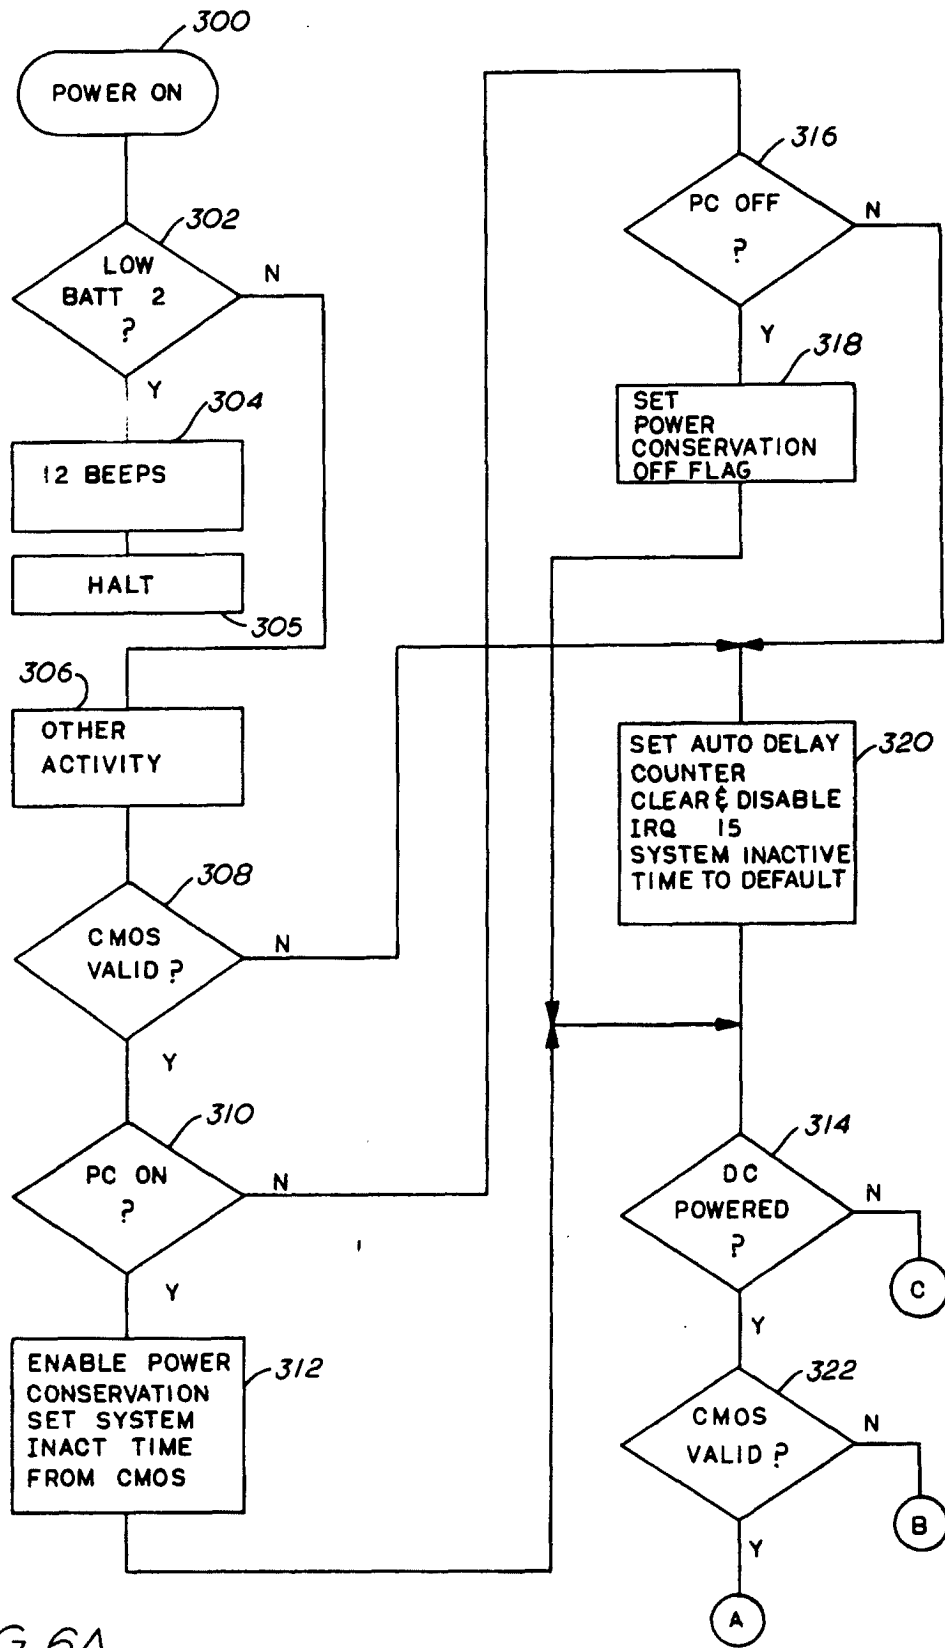 300
POWER ON
302
LOW
BATT 2
?
N
Y
304
12 BEEPS
HALT
305
306
OTHER
ACTIVITY
308
CMOS
VALID ?
N
Y
310
PC ON
?
N
Y
ENABLE POWER
CONSERVATION
SET SYSTEM
INACT TIME
FROM CMOS
312
316
PC OFF
?
N
Y
318
SET
POWER
CONSERVATION
OFF FLAG
SET AUTO DELAY
COUNTER
CLEAR & DISABLE
IRQ 15
SYSTEM INACTIVE
TIME TO DEFAULT
320
314
DC
POWERED
?
N
C
Y
322
CMOS
VALID ?
N
B
Y
A
G 6A